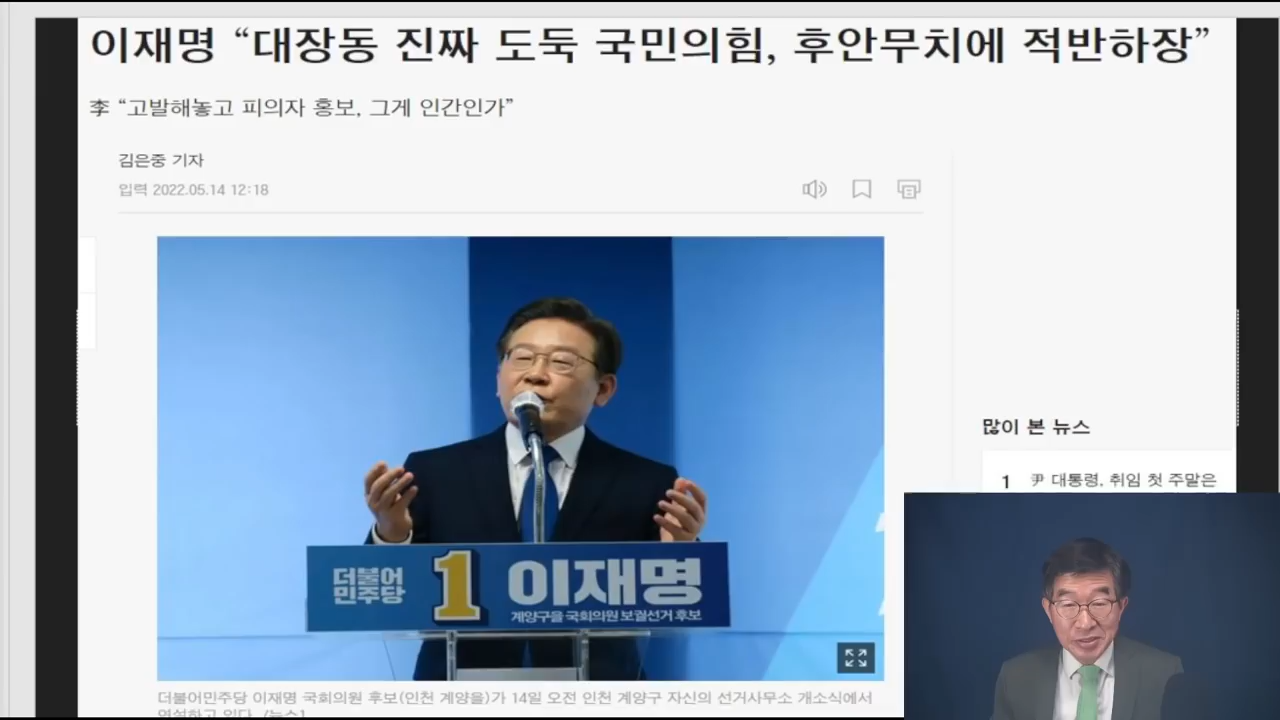 이재명 “대장동 진짜 도둑 국민의힘, 후안무치에 적반하장”
李 “고발해놓고 피의자 홍보, 그게 인간인가”
김은중 기자
입력 2022.05.14 12:18
더불어
민주당
1 이재명
계양구을 국회의원 보궐선거 후보
많이 본 뉴스
1 尹 대통령, 취임 첫 주말은
더불어민주당 이재명 국회의원 후보(인천 계양을)가 14일 오전 인천 계양구 자신의 선거사무소 개소식에서